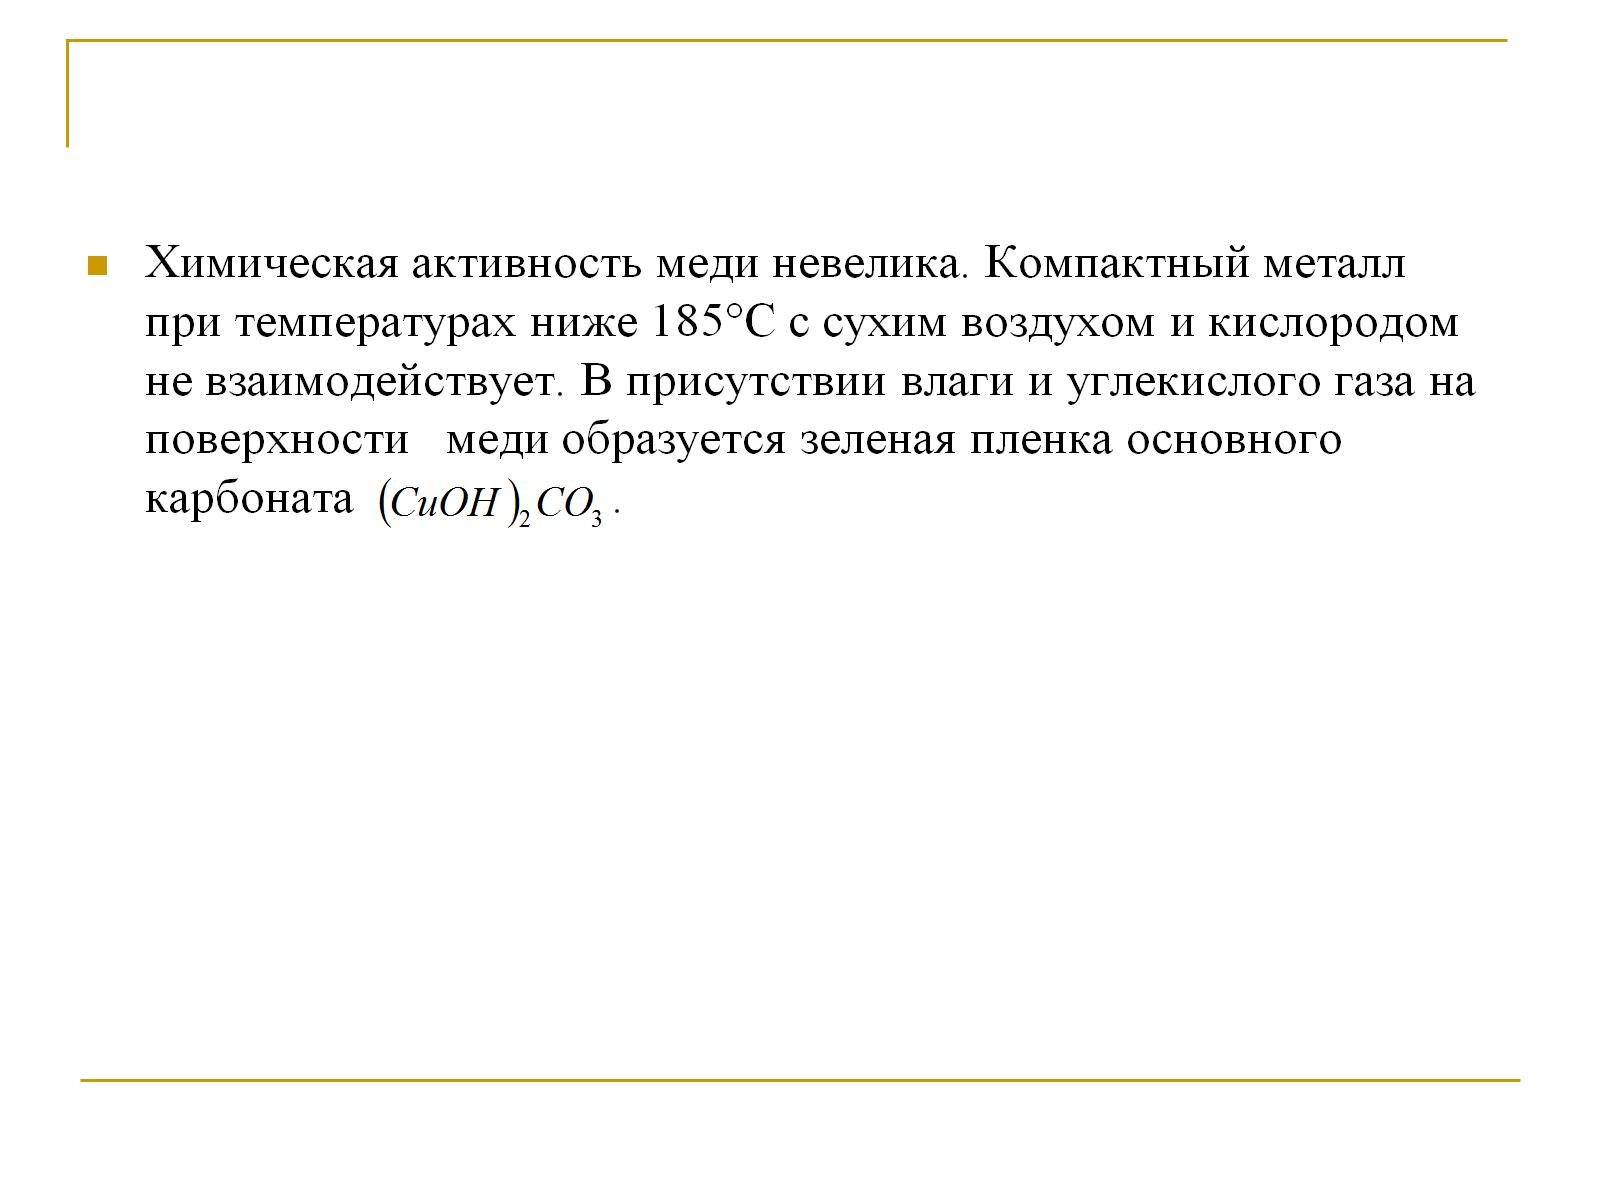 Химическая активность меди невелика. Компактный металл
при температурах ниже 185°С с сухим воздухом и кислородом
не взаимодействует. В присутствии влаги и углекислого газа на
поверхности меди образуется зеленая пленка основного
карбоната (CuOH)₂CO₃.